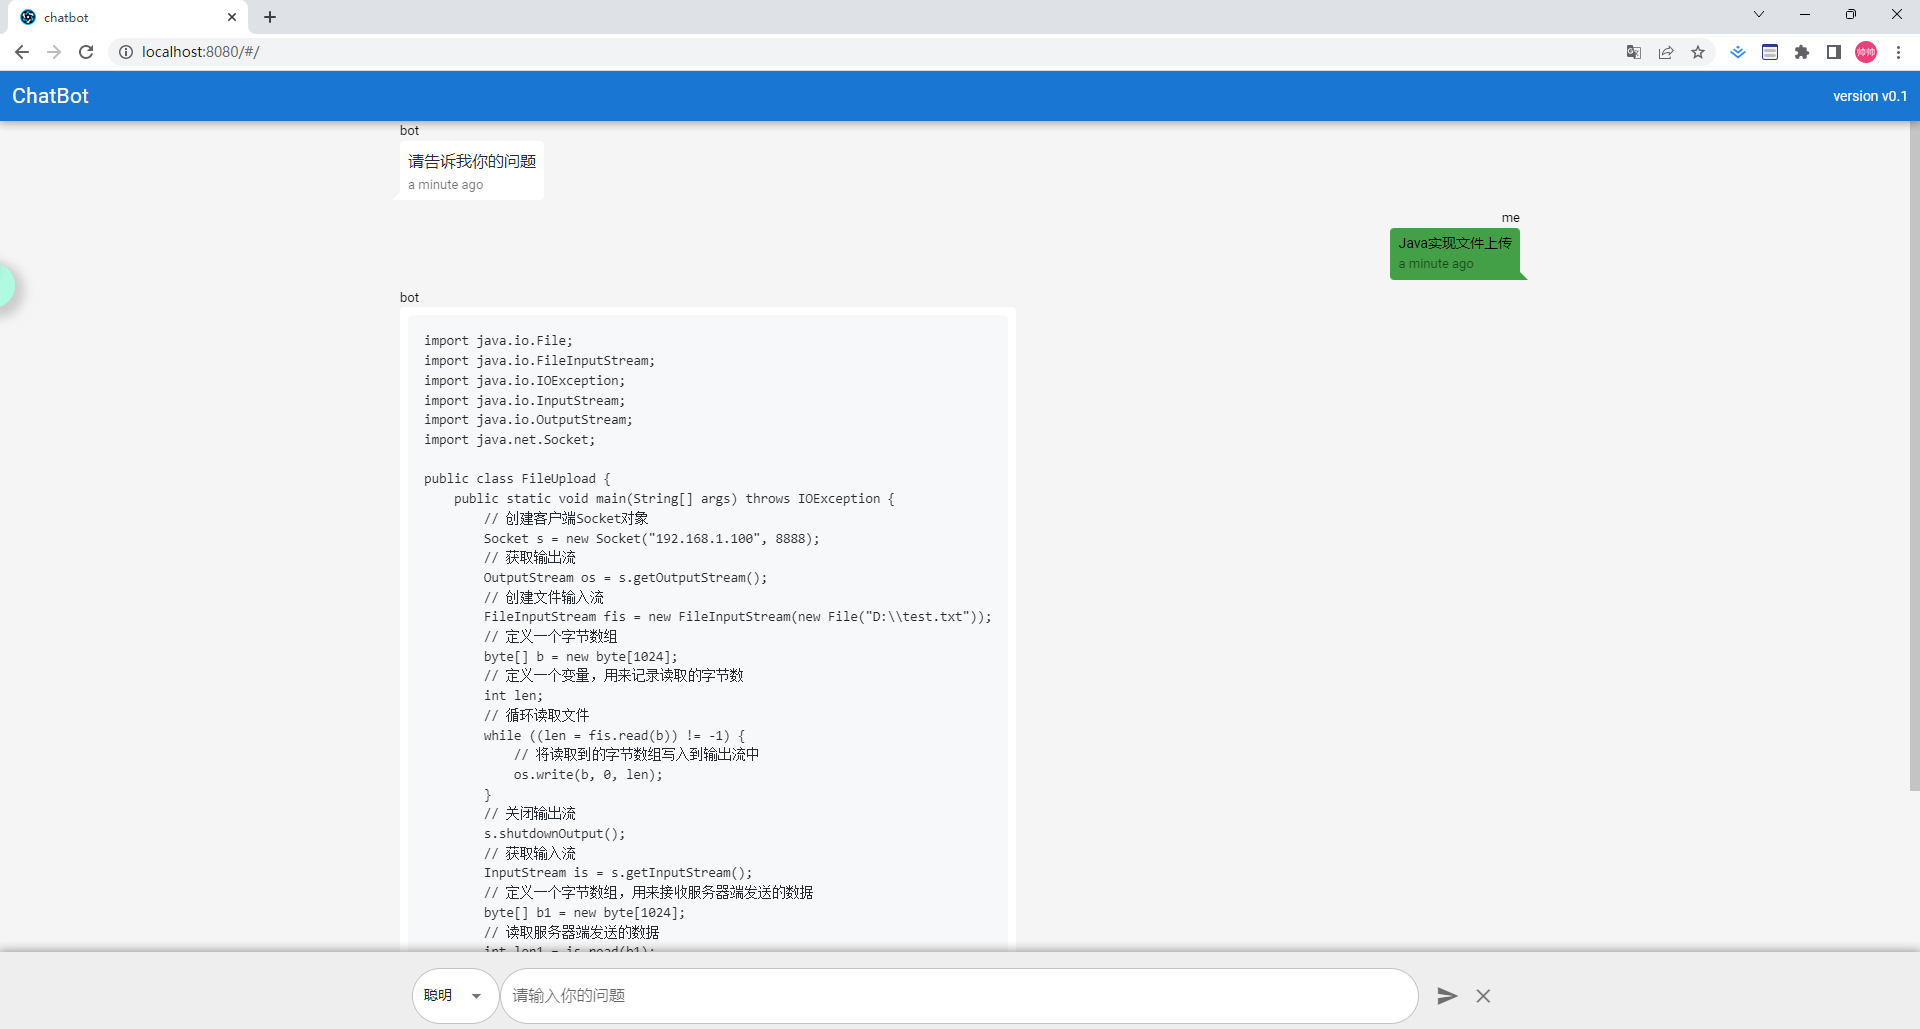 chatbot
localhost:8080/#/
帅帅
ChatBot
version v0.1
bot
请告诉我你的问题
a minute ago
me
Java实现文件上传
a minute ago
bot
import java.io.File;
import java.io.FileInputStream;
import java.io.IOException;
import java.io.InputStream;
import java.io.OutputStream;
import java.net.Socket;
public class FileUpload {
public static void main(String[] args) throws IOException {
// 创建客户端Socket对象
Socket s = new Socket("192.168.1.100", 8888);
// 获取输出流
OutputStream os = s.getOutputStream();
// 创建文件输入流
FileInputStream fis = new FileInputStream(new File("D:\\test.txt"));
// 定义一个字节数组
byte[] b = new byte[1024];
// 定义一个变量，用来记录读取的字节数
int len;
// 循环读取文件
while ((len = fis.read(b)) != -1) {
// 将读取到的字节数组写入到输出流中
os.write(b, 0, len);
}
// 关闭输出流
s.shutdownOutput();
// 获取输入流
InputStream is = s.getInputStream();
// 定义一个字节数组，用来接收服务器端发送的数据
byte[] b1 = new byte[1024];
// 读取服务器端发送的数据
int len1 = is.read(b1);
聪明
请输入你的问题